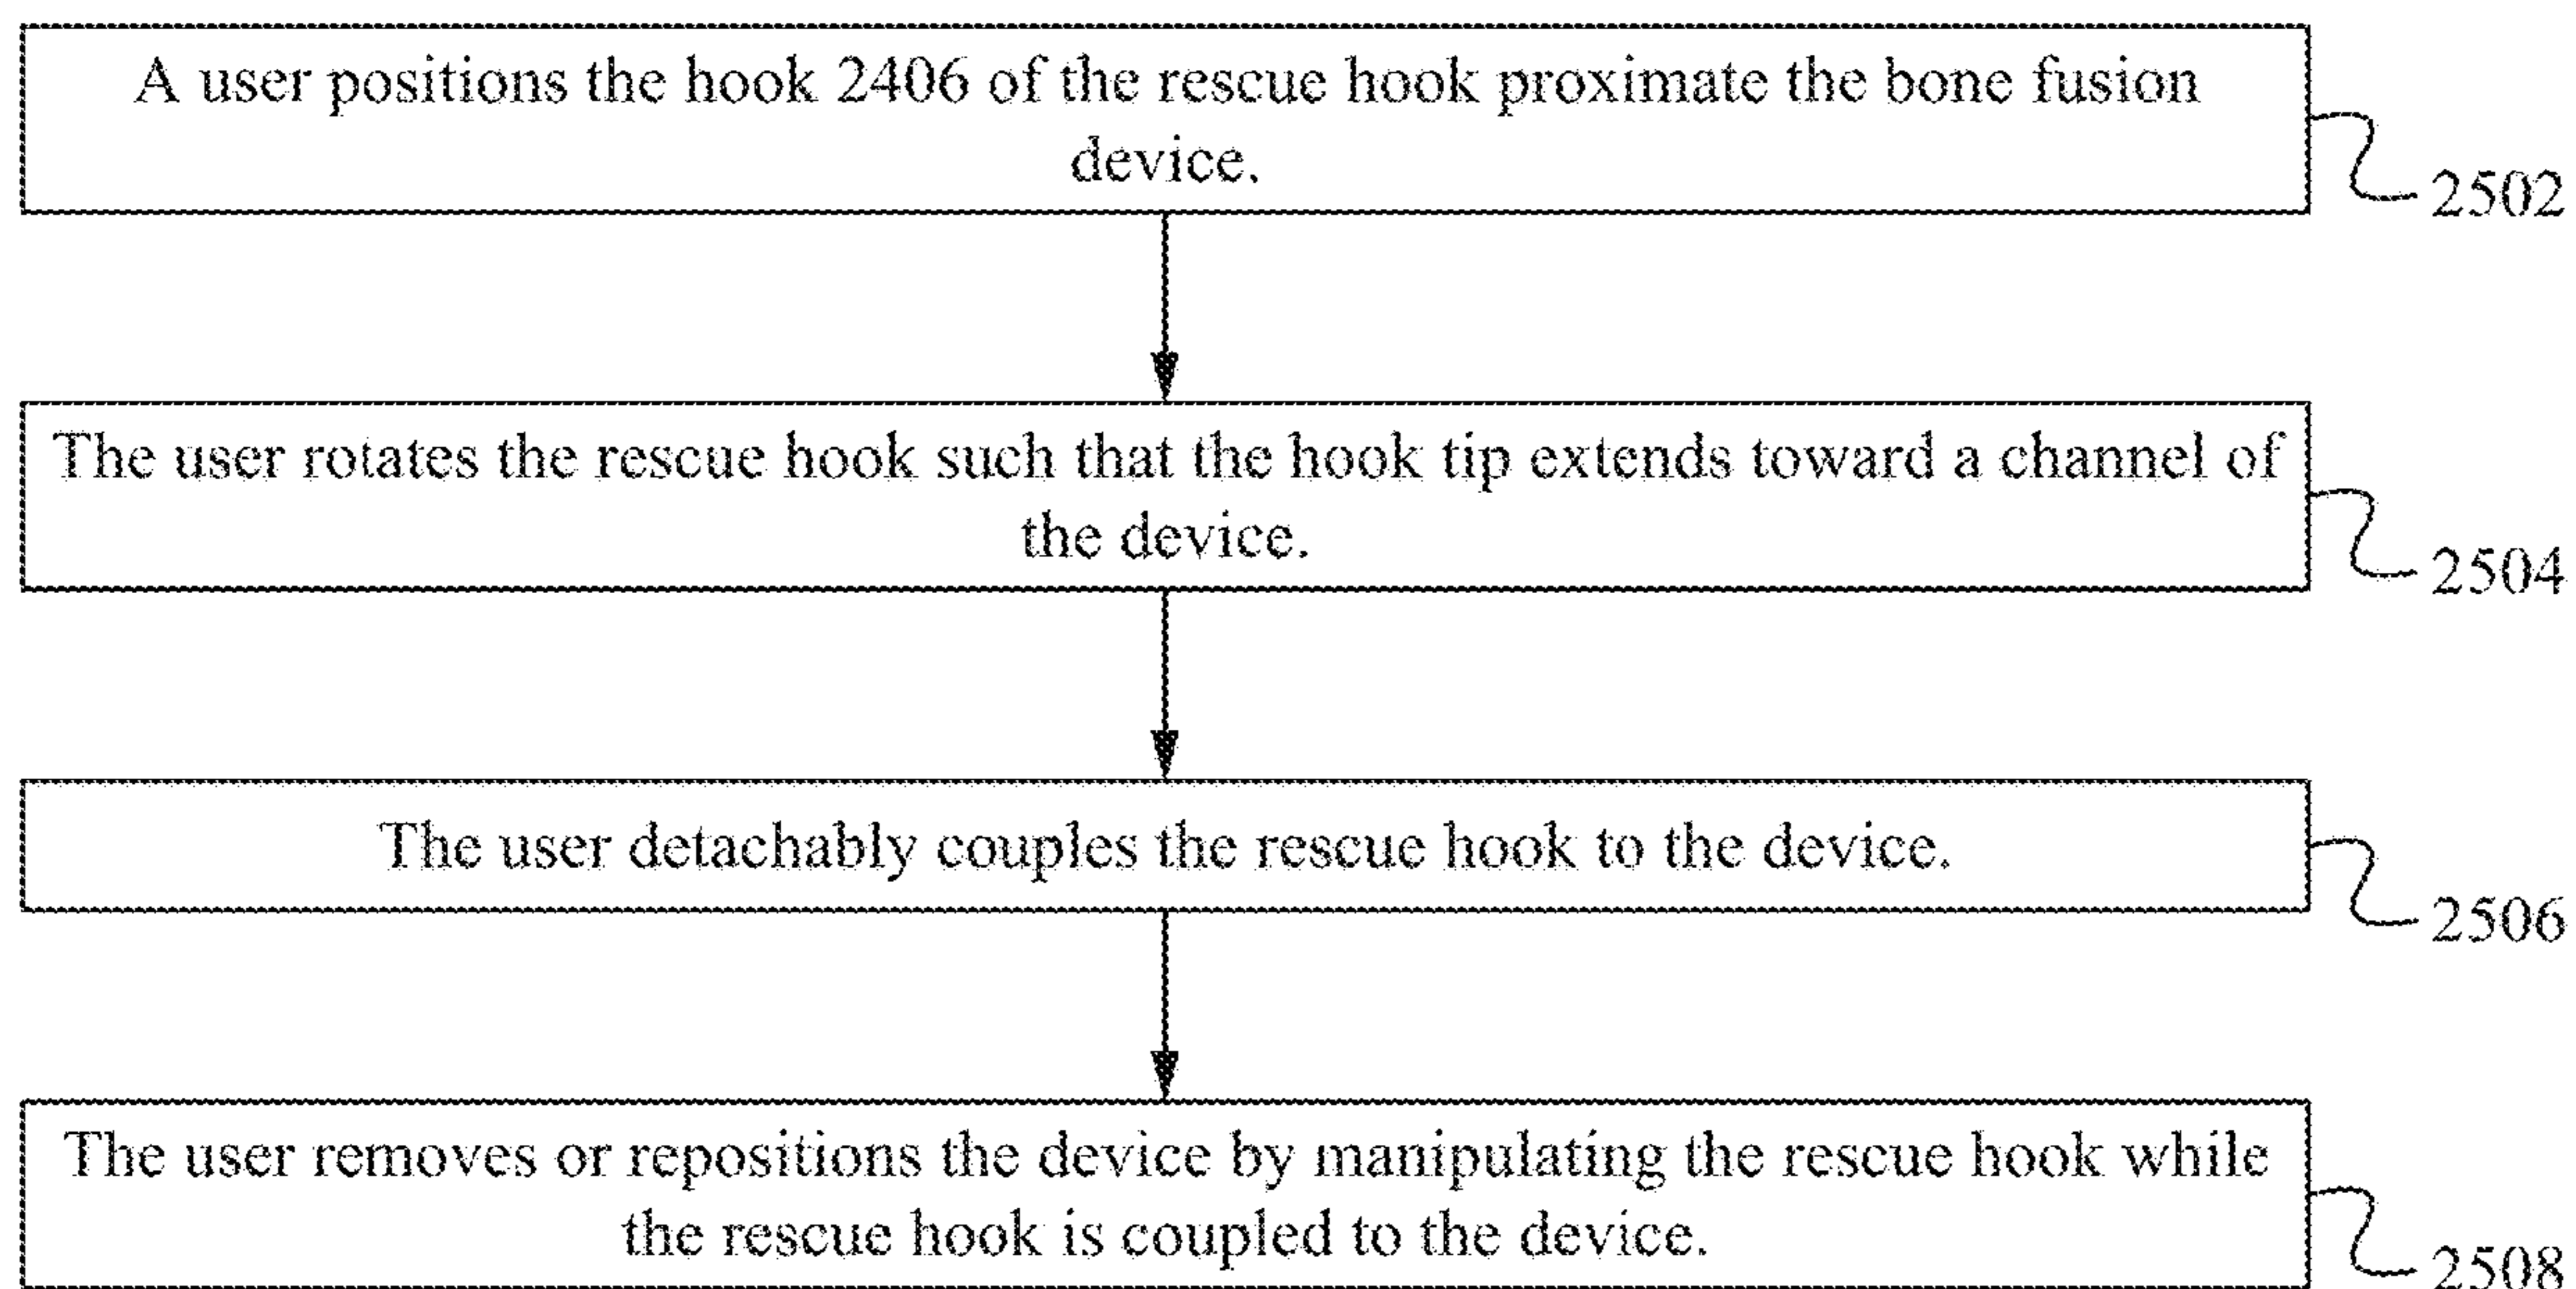 A user positions the hook 2406 of the rescue hook proximate the bone fusion
device.
2502
The user rotates the rescue hook such that the hook tip extends toward a channel of
the device.
2504
The user detachably couples the rescue hook to the device.
2506
The user removes or repositions the device by manipulating the rescue hook while
the rescue hook is coupled to the device.
2508